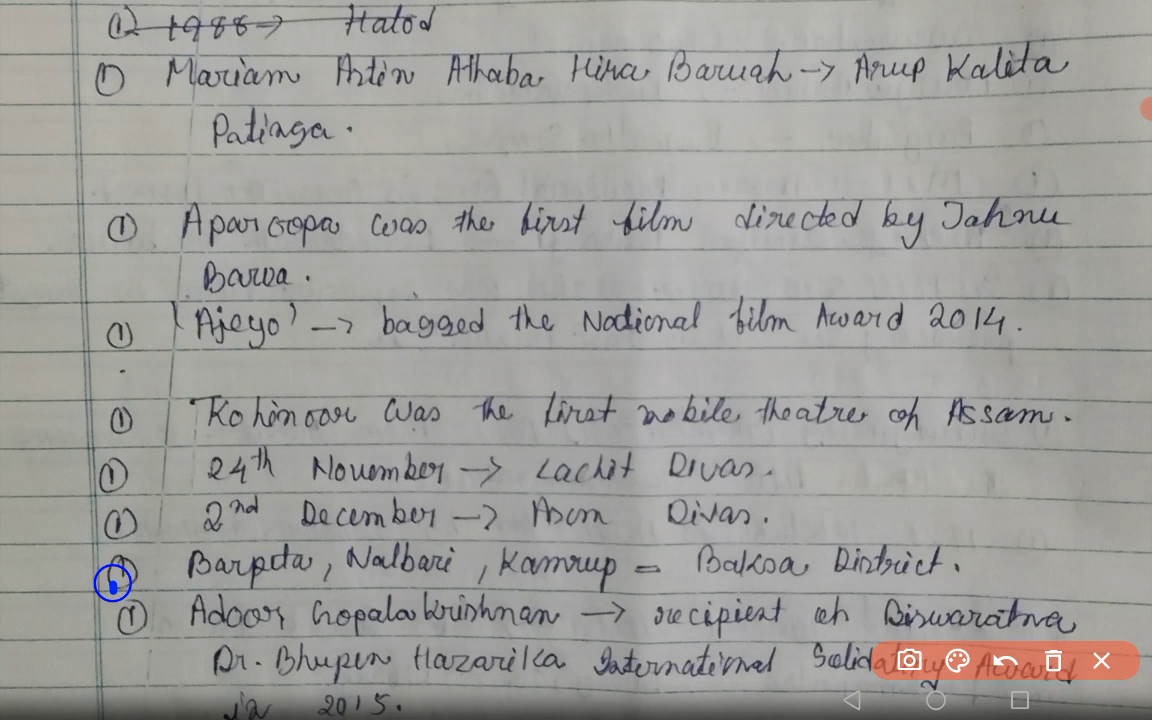 ① 1988 → Hatod
① Mariam Astin Athaba Hira Baruah → Arup Kalita
Patinga.
① Aparoopa was the first film directed by Jahnu
Barua.
① 'Ajeyo' → bagged the National film Award 2014.
① Kohinoor was the first mobile theatre of Assam.
① 24th November → Lachit Divas.
① 2nd December → Asom Divas.
① Barpeta, Nalbari, Kamrup = Baksa District.
① Adoor Gopalakrishnan → recipient of Biswaratna
Dr. Bhupen Hazarika International Solidarity Award
in 2015.